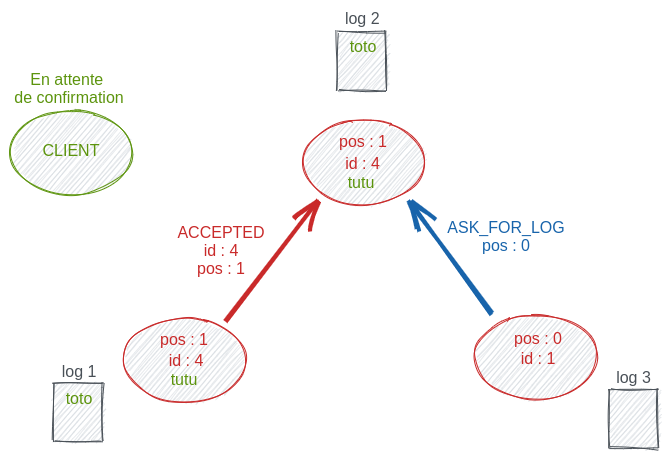 log 2
toto
En attente
de confirmation
CLIENT
pos : 1
id : 4
tutu
ACCEPTED
id : 4
pos : 1
ASK_FOR_LOG
pos : 0
pos : 1
id : 4
tutu
pos : 0
id : 1
log 1
toto
log 3